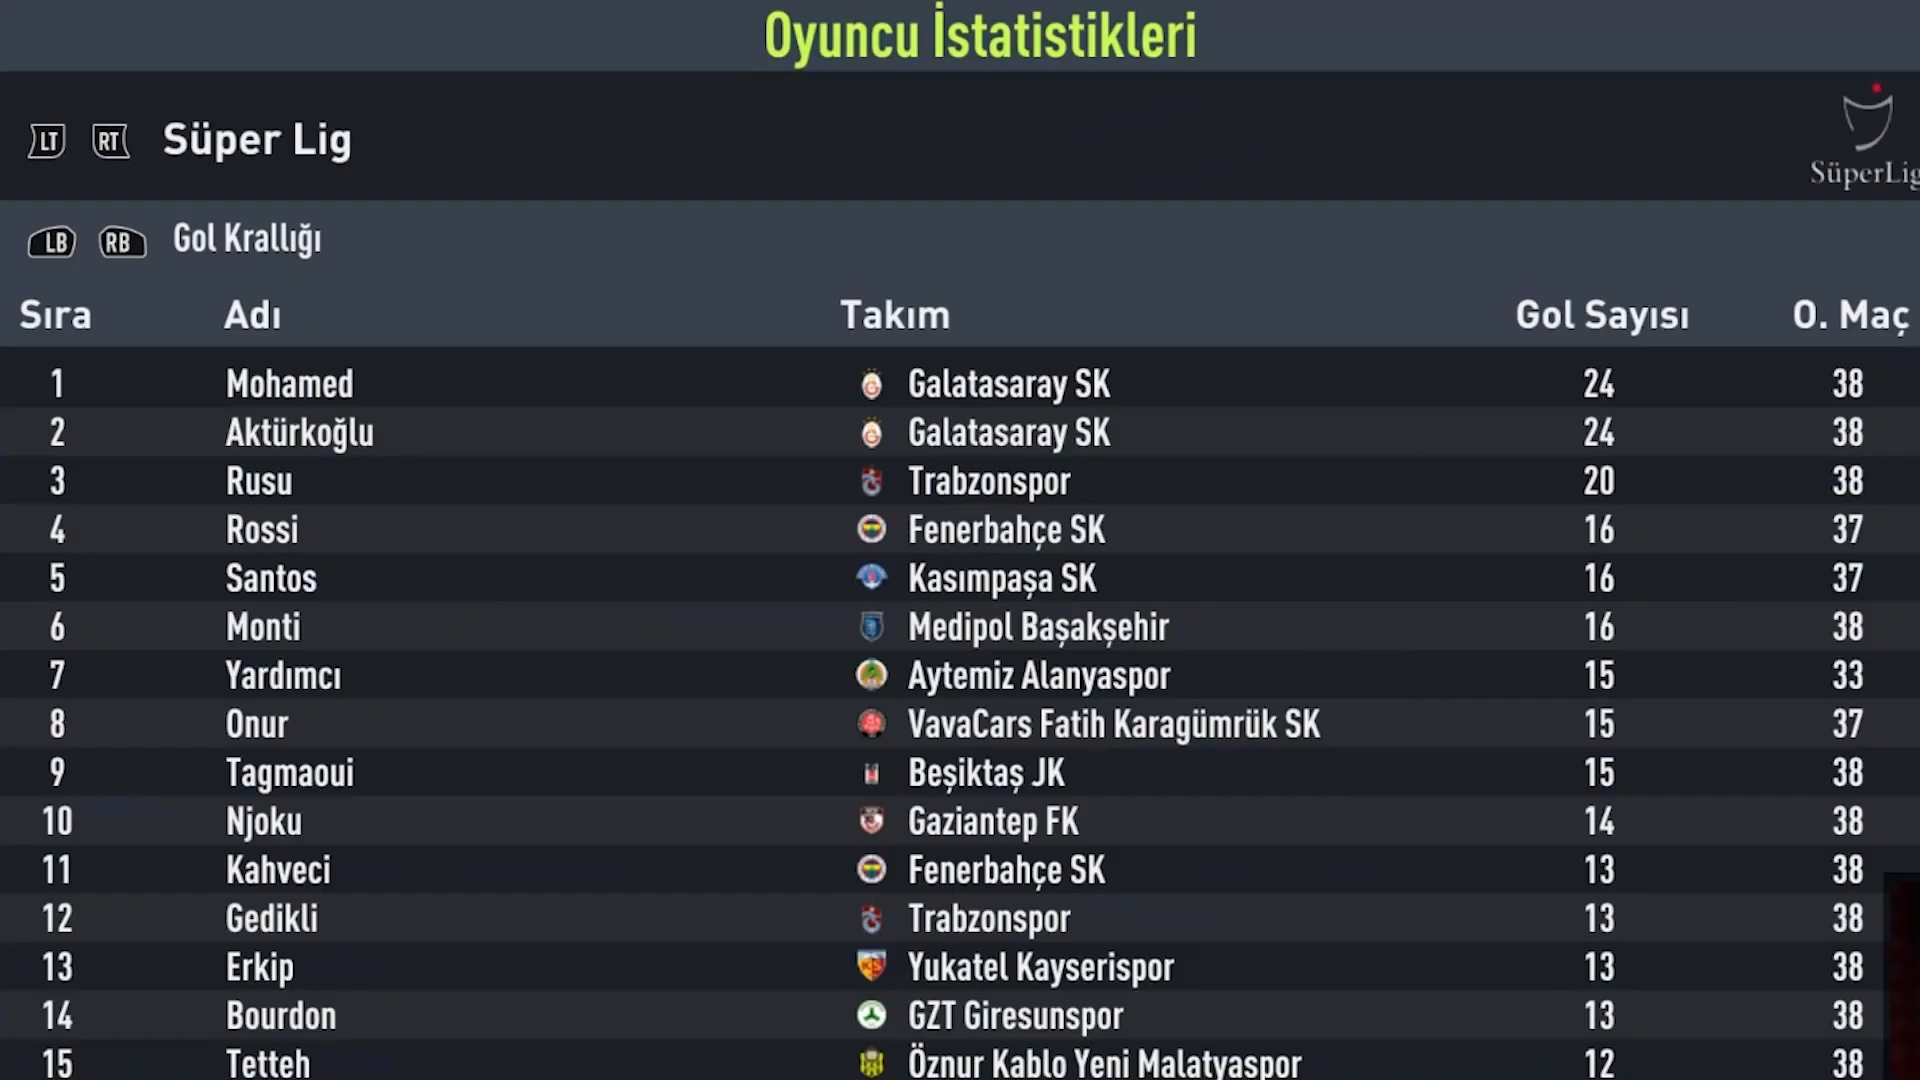 Oyuncu İstatistikleri
LT RT Süper Lig
SüperLig
LB RB Gol Krallığı
Sıra Adı Takım Gol Sayısı O. Maç
1 Mohamed Galatasaray SK 24 38
2 Aktürkoğlu Galatasaray SK 24 38
3 Rusu Trabzonspor 20 38
4 Rossi Fenerbahçe SK 16 37
5 Santos Kasımpaşa SK 16 37
6 Monti Medipol Başakşehir 16 38
7 Yardımcı Aytemiz Alanyaspor 15 33
8 Onur VavaCars Fatih Karagümrük SK 15 37
9 Tagmaoui Beşiktaş JK 15 38
10 Njoku Gaziantep FK 14 38
11 Kahveci Fenerbahçe SK 13 38
12 Gedikli Trabzonspor 13 38
13 Erkip Yukatel Kayserispor 13 38
14 Bourdon GZT Giresunspor 13 38
15 Tetteh Öznur Kablo Yeni Malatyaspor 12 38